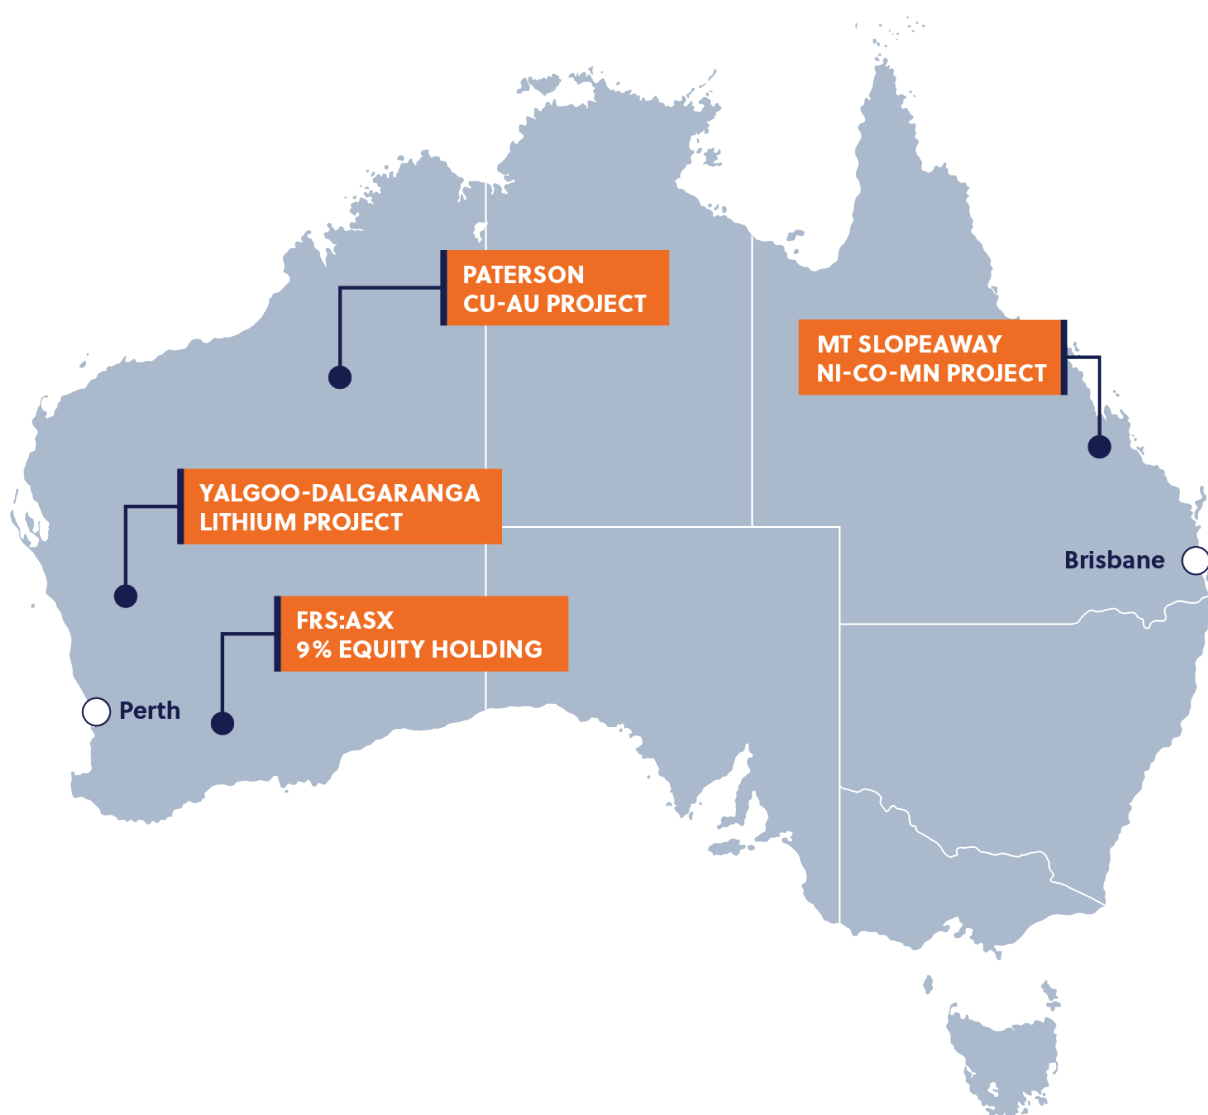 PATERSON
CU-AU PROJECT
MT SLOPEAWAY
NI-CO-MN PROJECT
YALGOO-DALGARANGA
LITHIUM PROJECT
Brisbane
FRS:ASX
9% EQUITY HOLDING
Perth